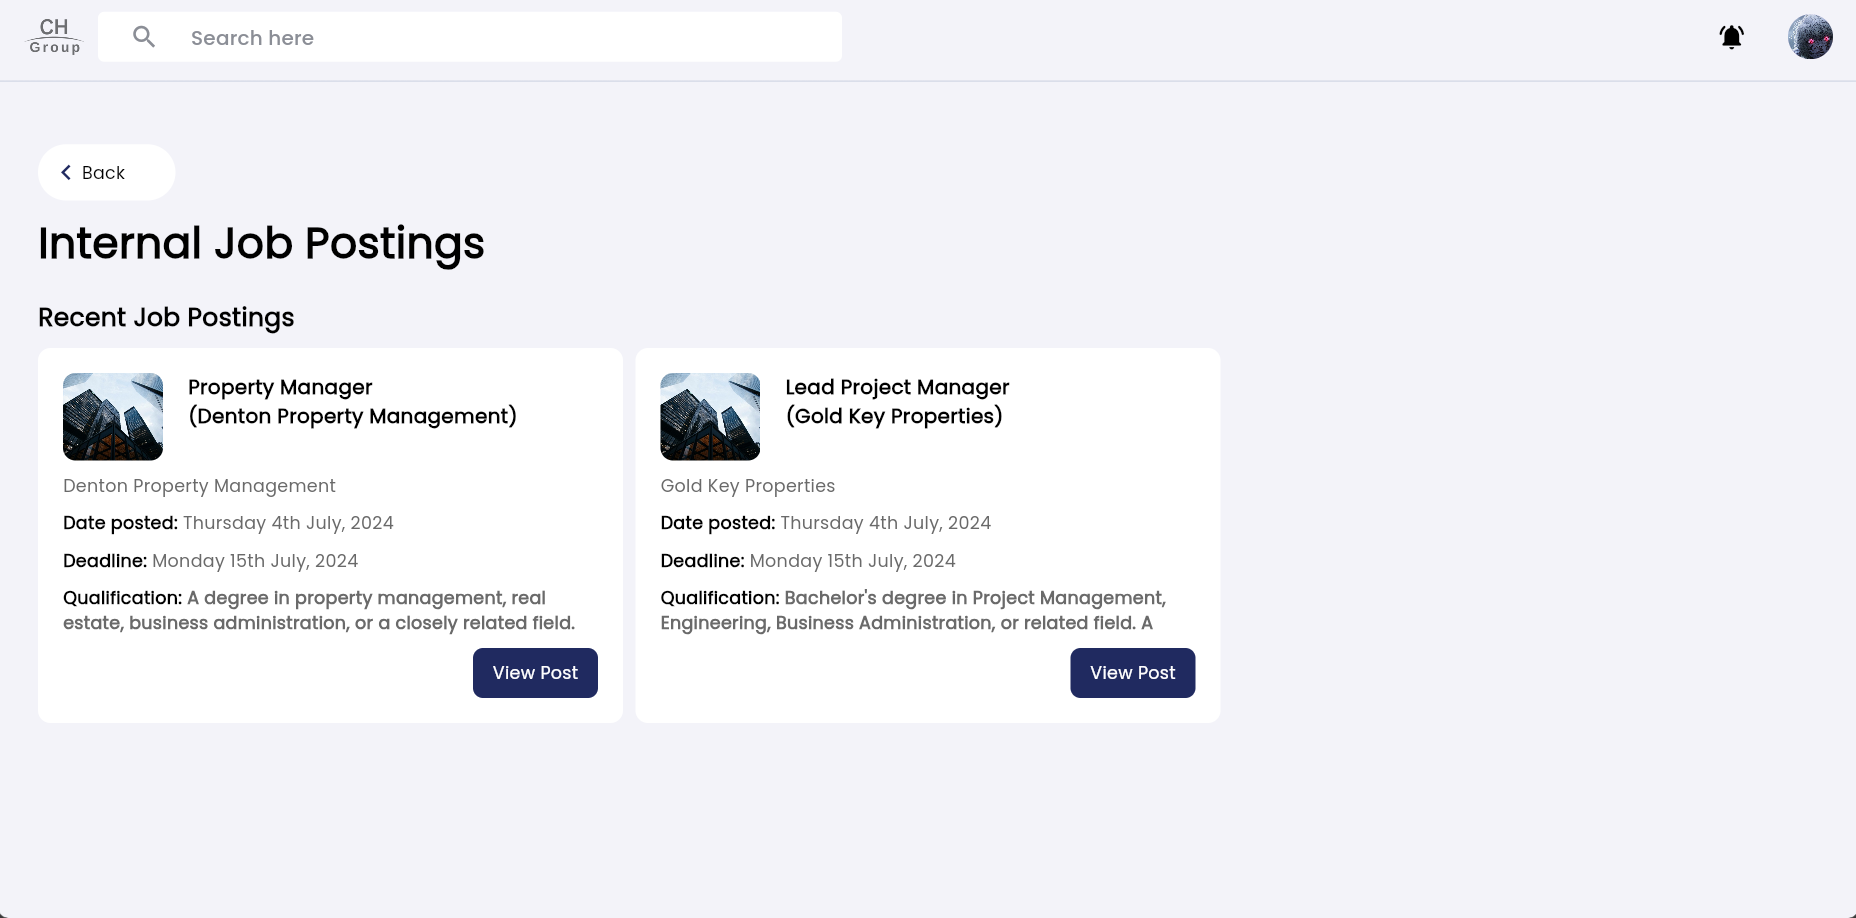 CH
Group
Search here
Back
Internal Job Postings
Recent Job Postings
Property Manager
(Denton Property Management)
Denton Property Management
Date posted: Thursday 4th July, 2024
Deadline: Monday 15th July, 2024
Qualification: A degree in property management, real
estate, business administration, or a closely related field.
View Post
Lead Project Manager
(Gold Key Properties)
Gold Key Properties
Date posted: Thursday 4th July, 2024
Deadline: Monday 15th July, 2024
Qualification: Bachelor's degree in Project Management,
Engineering, Business Administration, or related field. A
View Post